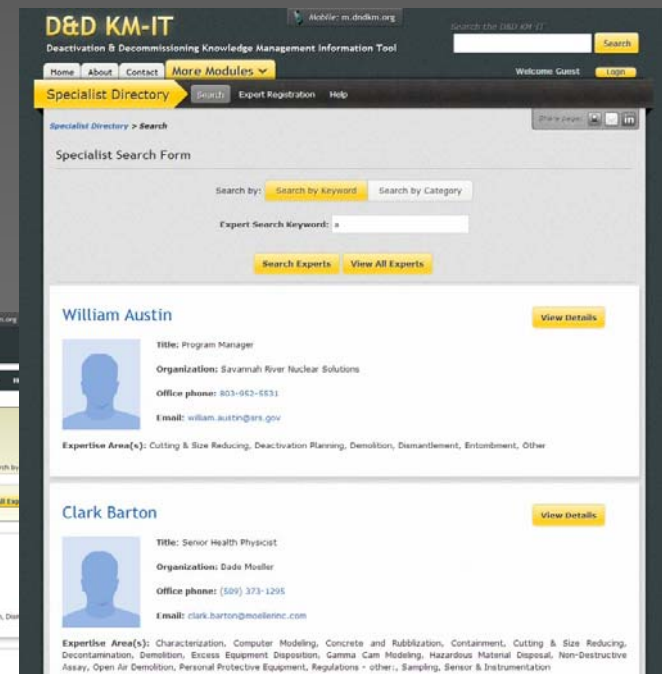 D&D KM-IT
Mobile: m.dndkm.org
Search the D&D KM-IT
Deactivation & Decommissioning Knowledge Management Information Tool
Search
Home About Contact More Modules
Welcome Guest Login
Specialist Directory Search Expert Registration Help
Specialist Directory > Search
Share page: in
Specialist Search Form
Search by: Search by Keyword Search by Category
Expert Search Keyword: a
Search Experts View All Experts
William Austin
View Details
Title: Program Manager
Organization: Savannah River Nuclear Solutions
Office phone: 803-952-5531
Email: william.austin@srs.gov
Expertise Area(s): Cutting & Size Reducing, Deactivation Planning, Demolition, Dismantlement, Entombment, Other
Clark Barton
View Details
Title: Senior Health Physicist
Organization: Dade Moeller
Office phone: (509) 373-1295
Email: clark.barton@moellerinc.com
Expertise Area(s): Characterization, Computer Modeling, Concrete and Rubblization, Containment, Cutting & Size Reducing,
Decontamination, Demolition, Excess Equipment Disposition, Gamma Cam Modeling, Hazardous Material Disposal, Non-Destructive
Assay, Open Air Demolition, Personal Protective Equipment, Regulations - other:, Sampling, Sensor & Instrumentation